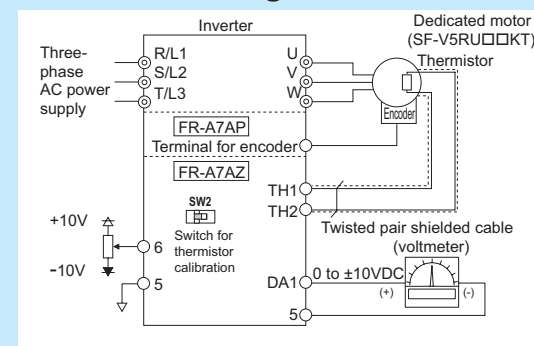 Inverter
Dedicated motor
(SF-V5RU□□KT)
Three-
phase
AC power
supply
R/L1
S/L2
T/L3
U
V
W
Thermistor
Encoder
FR-A7AP
Terminal for encoder
FR-A7AZ
TH1
TH2
SW2
Switch for
thermistor
calibration
+10V
-10V
6
5
Twisted pair shielded cable
(voltmeter)
DA1
0 to ±10VDC
(+)
(-)
5